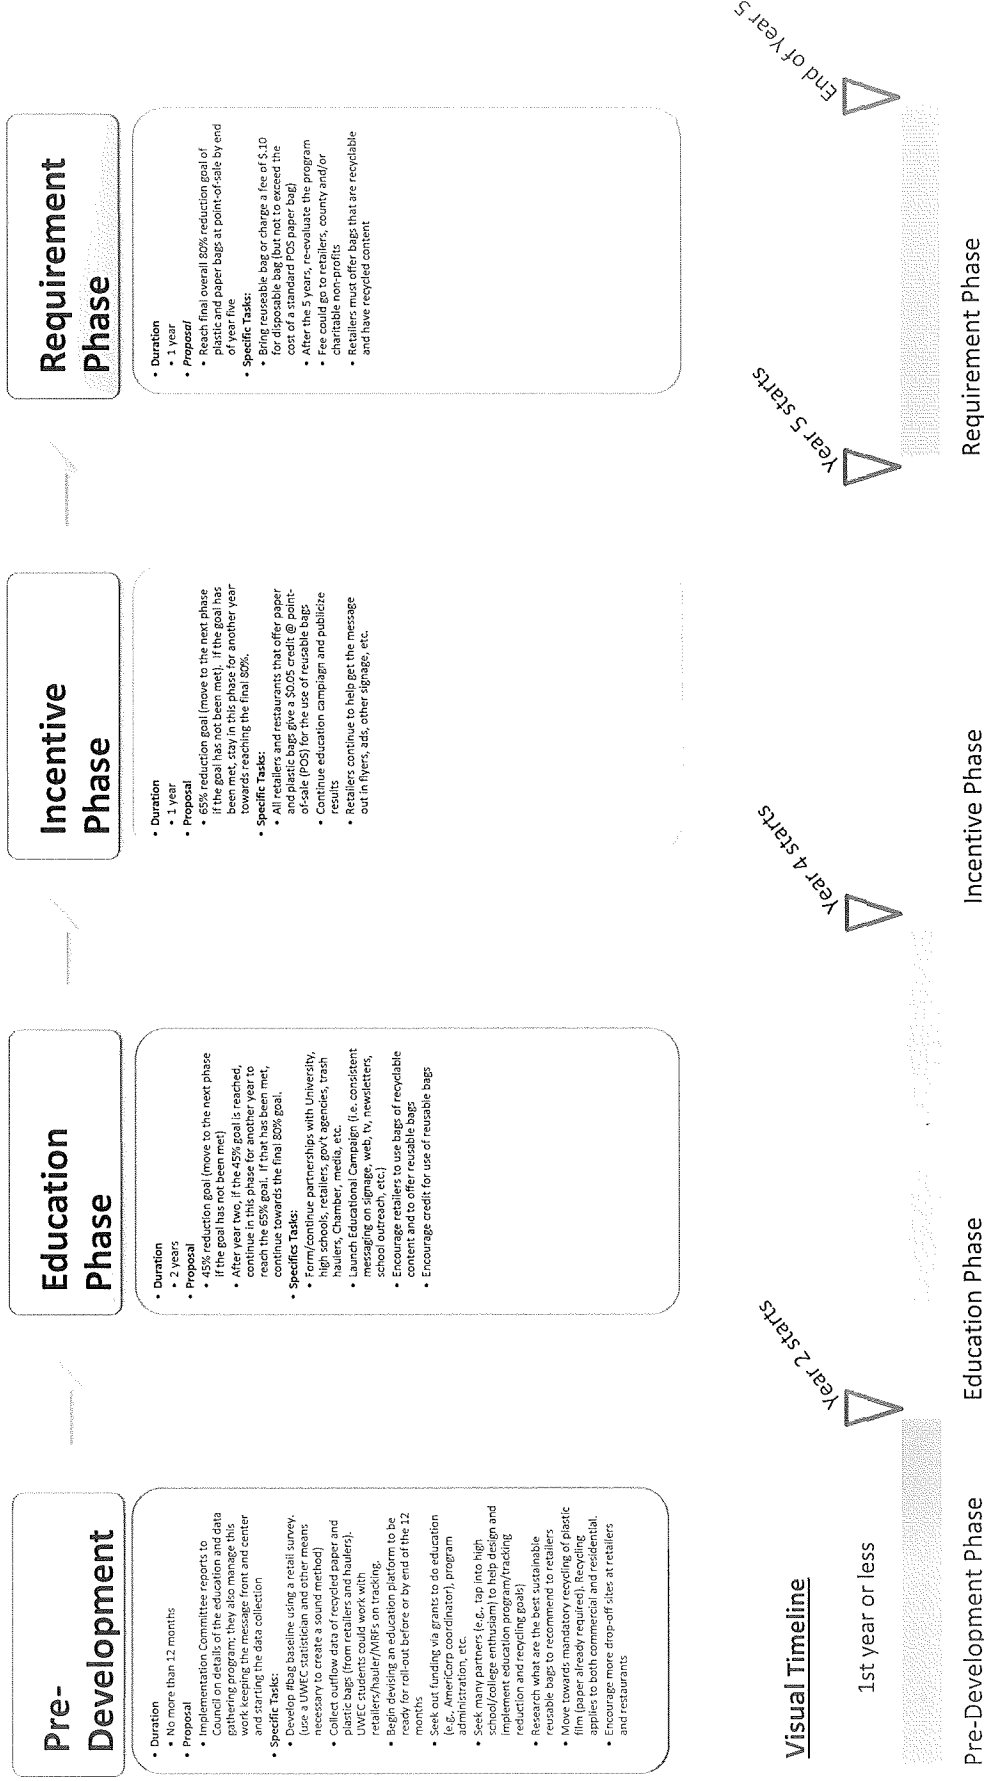 Pre-
Development
• Duration
• No more than 12 months
• Proposal
• Implementation Committee reports to
Council on details of the education and data
gathering program; they also manage this
work keeping the message front and center
and starting the data collection
• Specific Tasks:
• Develop #bag baseline using a retail survey.
(use a UWEC statistician and other means
necessary to create a sound method)
• Collect outflow data of recycled paper and
plastic bags (from retailers and haulers).
UWEC students could work with
retailers/hauler/MRFs on tracking.
• Begin devising an education platform to be
ready for roll-out before or by end of the 12
months
• Seek out funding via grants to do education
(e.g., AmeriCorp coordinator), program
administration, etc.
• Seek many partners (e.g., tap into high
school/college enthusiam) to help design and
implement education program/tracking
reduction and recycling goals)
• Research what are the best sustainable
reusable bags to recommend to retailers
• Move towards mandatory recycling of plastic
film (paper already required). Recycling
applies to both commercial and residential.
• Encourage more drop-off sites at retailers
and restaurants
Education
Phase
• Duration
• 2 years
• Proposal
• 45% reduction goal (move to the next phase
if the goal has not been met)
• After year two, if the 45% goal is reached,
continue in this phase for another year to
reach the 65% goal. If that has been met,
continue towards the final 80% goal.
• Specifics Tasks:
• Form/continue partnerships with University,
high schools, retailers, gov't agencies, trash
haulers, Chamber, media, etc.
• Launch Educational Campaign (i.e. consistent
messaging on signage, web, tv, newsletters,
school outreach, etc.)
• Encourage retailers to use bags of recyclable
content and to offer reusable bags
• Encourage credit for use of reusable bags
Incentive
Phase
• Duration
• 1 year
• Proposal
• 65% reduction goal (move to the next phase
if the goal has not been met). If the goal has
been met, stay in this phase for another year
towards reaching the final 80%.
• Specific Tasks:
• All retailers and restaurants that offer paper
and plastic bags give a $0.05 credit @ point-
of-sale (POS) for the use of reusable bags
• Continue education campiagn and publicize
results
• Retailers continue to help get the message
out in flyers, ads, other signage, etc.
Requirement
Phase
• Duration
• 1 year
• Proposal
• Reach final overall 80% reduction goal of
plastic and paper bags at point-of-sale by end
of year five
• Specific Tasks:
• Bring reuseable bag or charge a fee of $.10
for disposable bag (but not to exceed the
cost of a standard POS paper bag)
• After the 5 years, re-evaluate the program
• Fee could go to retailers, county and/or
charitable non-profits
• Retailers must offer bags that are recyclable
and have recycled content
Visual Timeline
1st year or less
Year 2 starts
Year 4 starts
Year 5 starts
End of Year 5
Pre-Development Phase
Education Phase
Incentive Phase
Requirement Phase